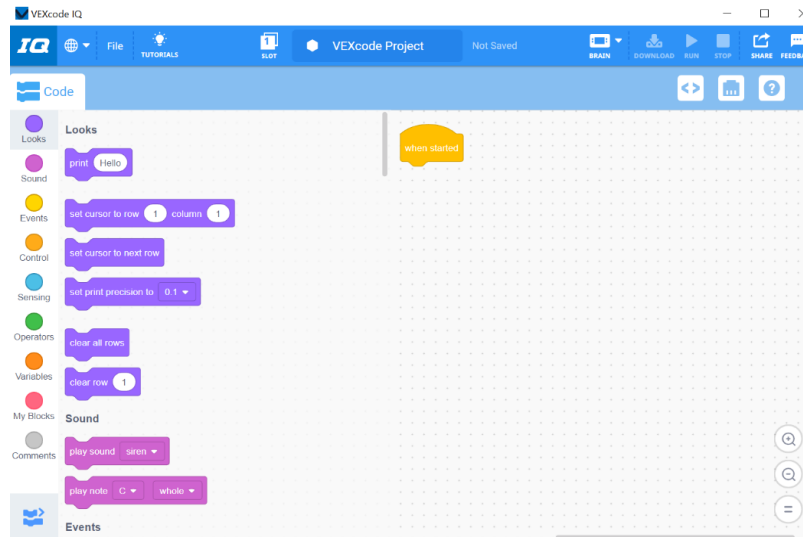 VEXcode IQ
IQ File TUTORIALS 1 SLOT VEXcode Project Not Saved BRAIN DOWNLOAD RUN STOP SHARE
Code
Looks
Sound
Events
Control
Sensing
Operators
Variables
My Blocks
Comments
Looks
print Hello
set cursor to row 1 column 1
set cursor to next row
set print precision to 0.1
clear all rows
clear row 1
Sound
play sound siren
play note C whole
Events
when started